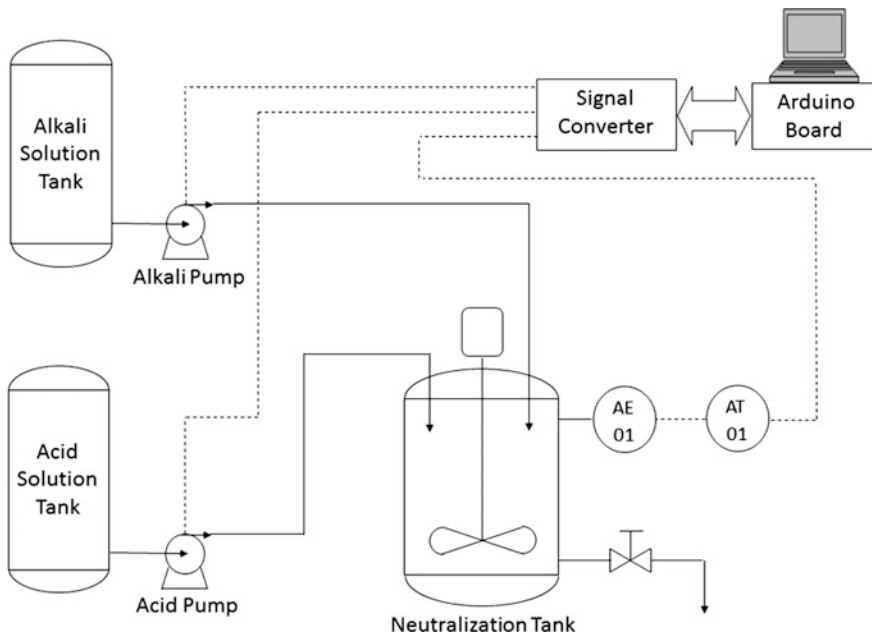 Alkali
Solution
Tank
Alkali Pump
Signal
Converter
Arduino
Board
Acid
Solution
Tank
Acid Pump
AE
01
AT
01
Neutralization Tank